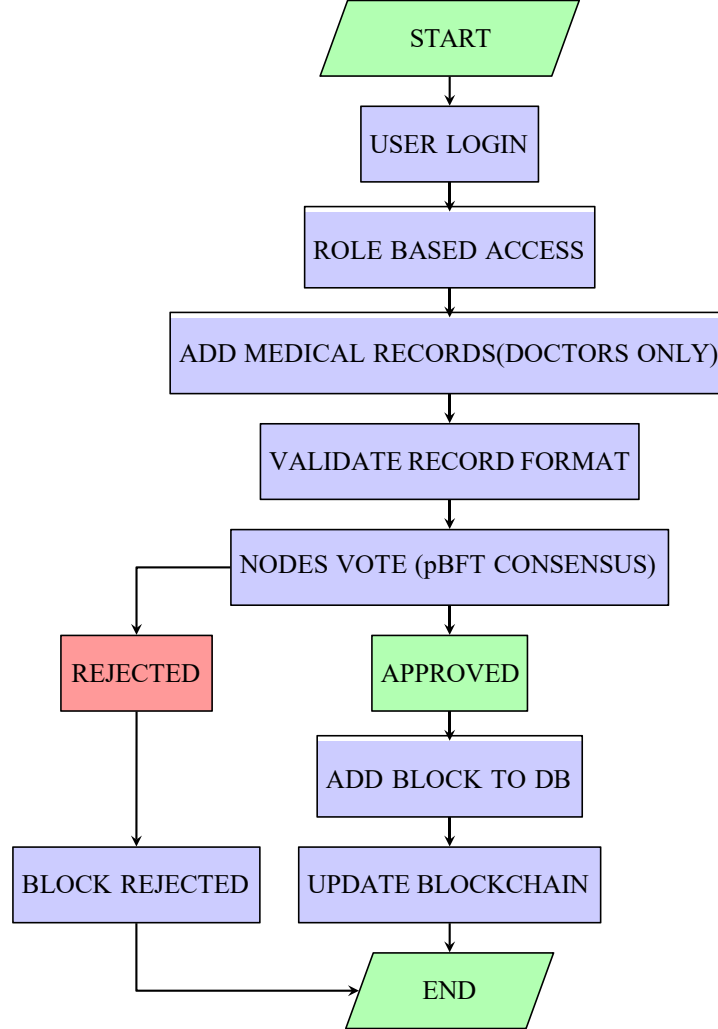 START
USER LOGIN
ROLE BASED ACCESS
ADD MEDICAL RECORDS(DOCTORS ONLY)
VALIDATE RECORD FORMAT
NODES VOTE (pBFT CONSENSUS)
REJECTED
APPROVED
ADD BLOCK TO DB
BLOCK REJECTED
UPDATE BLOCKCHAIN
END